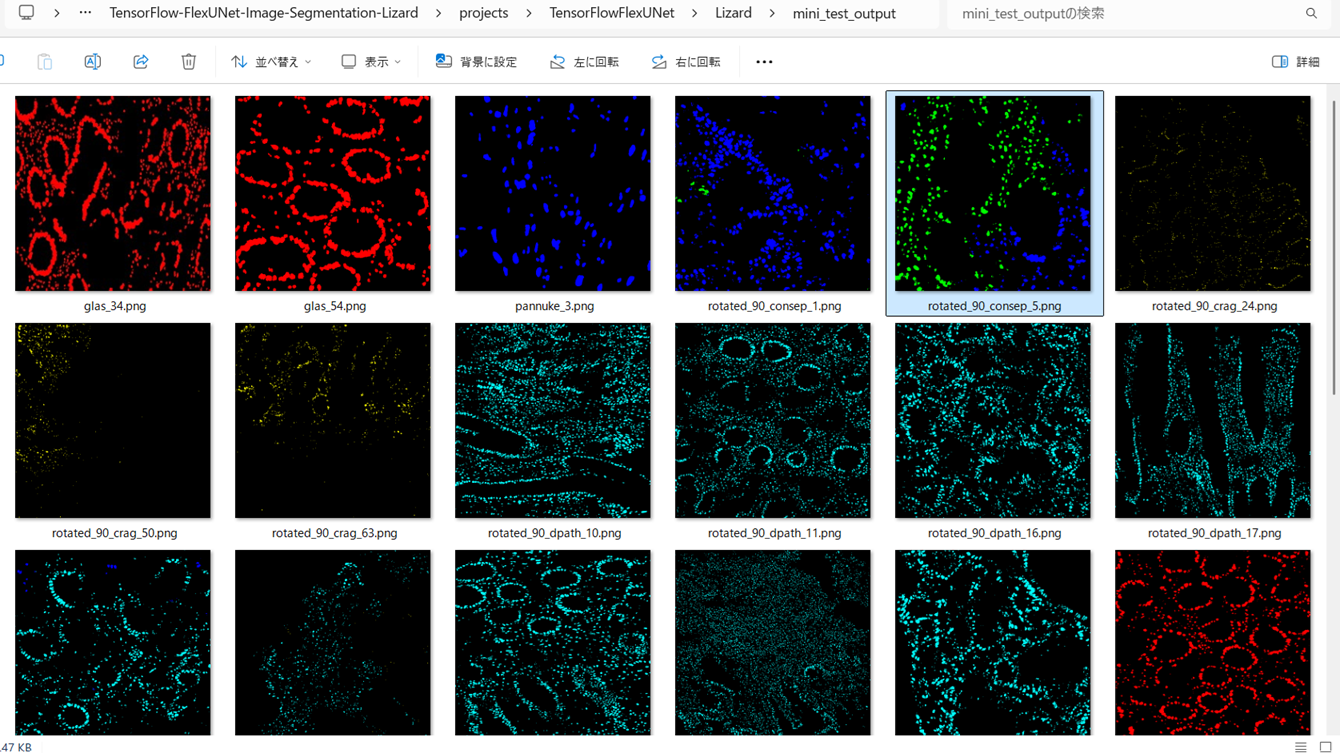 TensorFlow-FlexUNet-Image-Segmentation-Lizard projects TensorFlowFlexUNet Lizard mini_test_output mini_test_outputの検索
並べ替え 表示 背景に設定 左に回転 右に回転 詳細
glas_34.png glas_54.png pannuke_3.png rotated_90_consep_1.png rotated_90_consep_5.png rotated_90_crag_24.png
rotated_90_crag_50.png rotated_90_crag_63.png rotated_90_dpath_10.png rotated_90_dpath_11.png rotated_90_dpath_16.png rotated_90_dpath_17.png
.47 KB